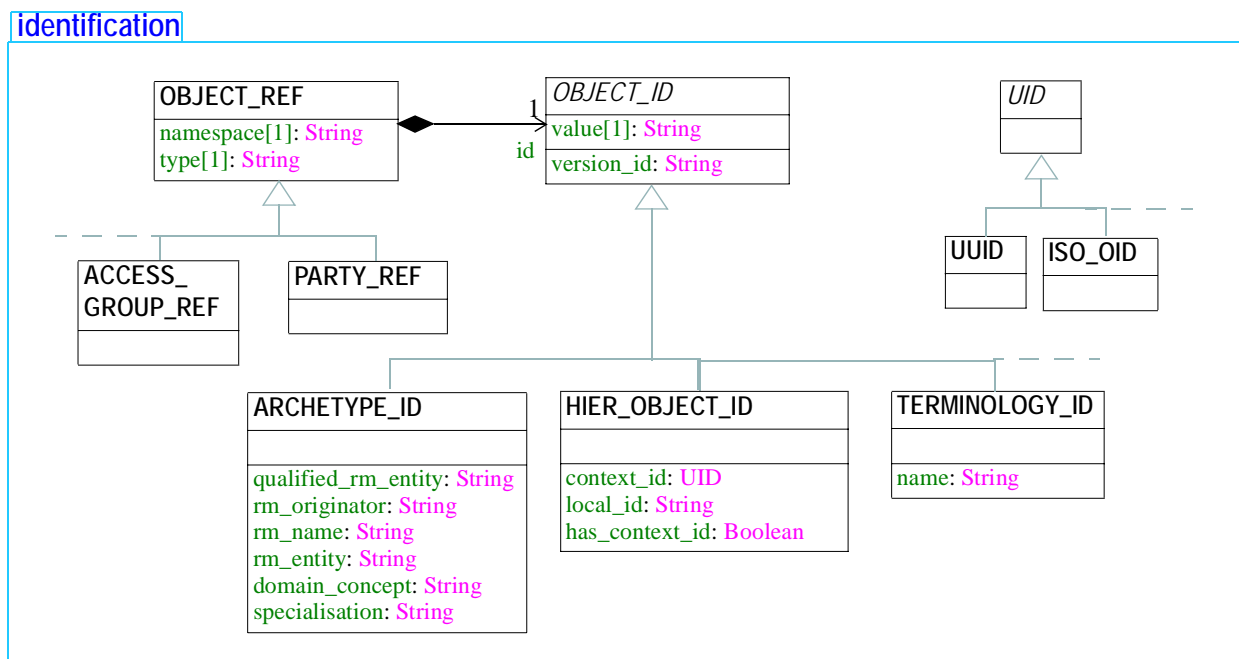 identification
OBJECT_REF
namespace[1]: String
type[1]: String
1
id
OBJECT_ID
value[1]: String
version_id: String
UID
ACCESS_
GROUP_REF
PARTY_REF
UUID
ISO_OID
ARCHETYPE_ID
qualified_rm_entity: String
rm_originator: String
rm_name: String
rm_entity: String
domain_concept: String
specialisation: String
HIER_OBJECT_ID
context_id: UID
local_id: String
has_context_id: Boolean
TERMINOLOGY_ID
name: String